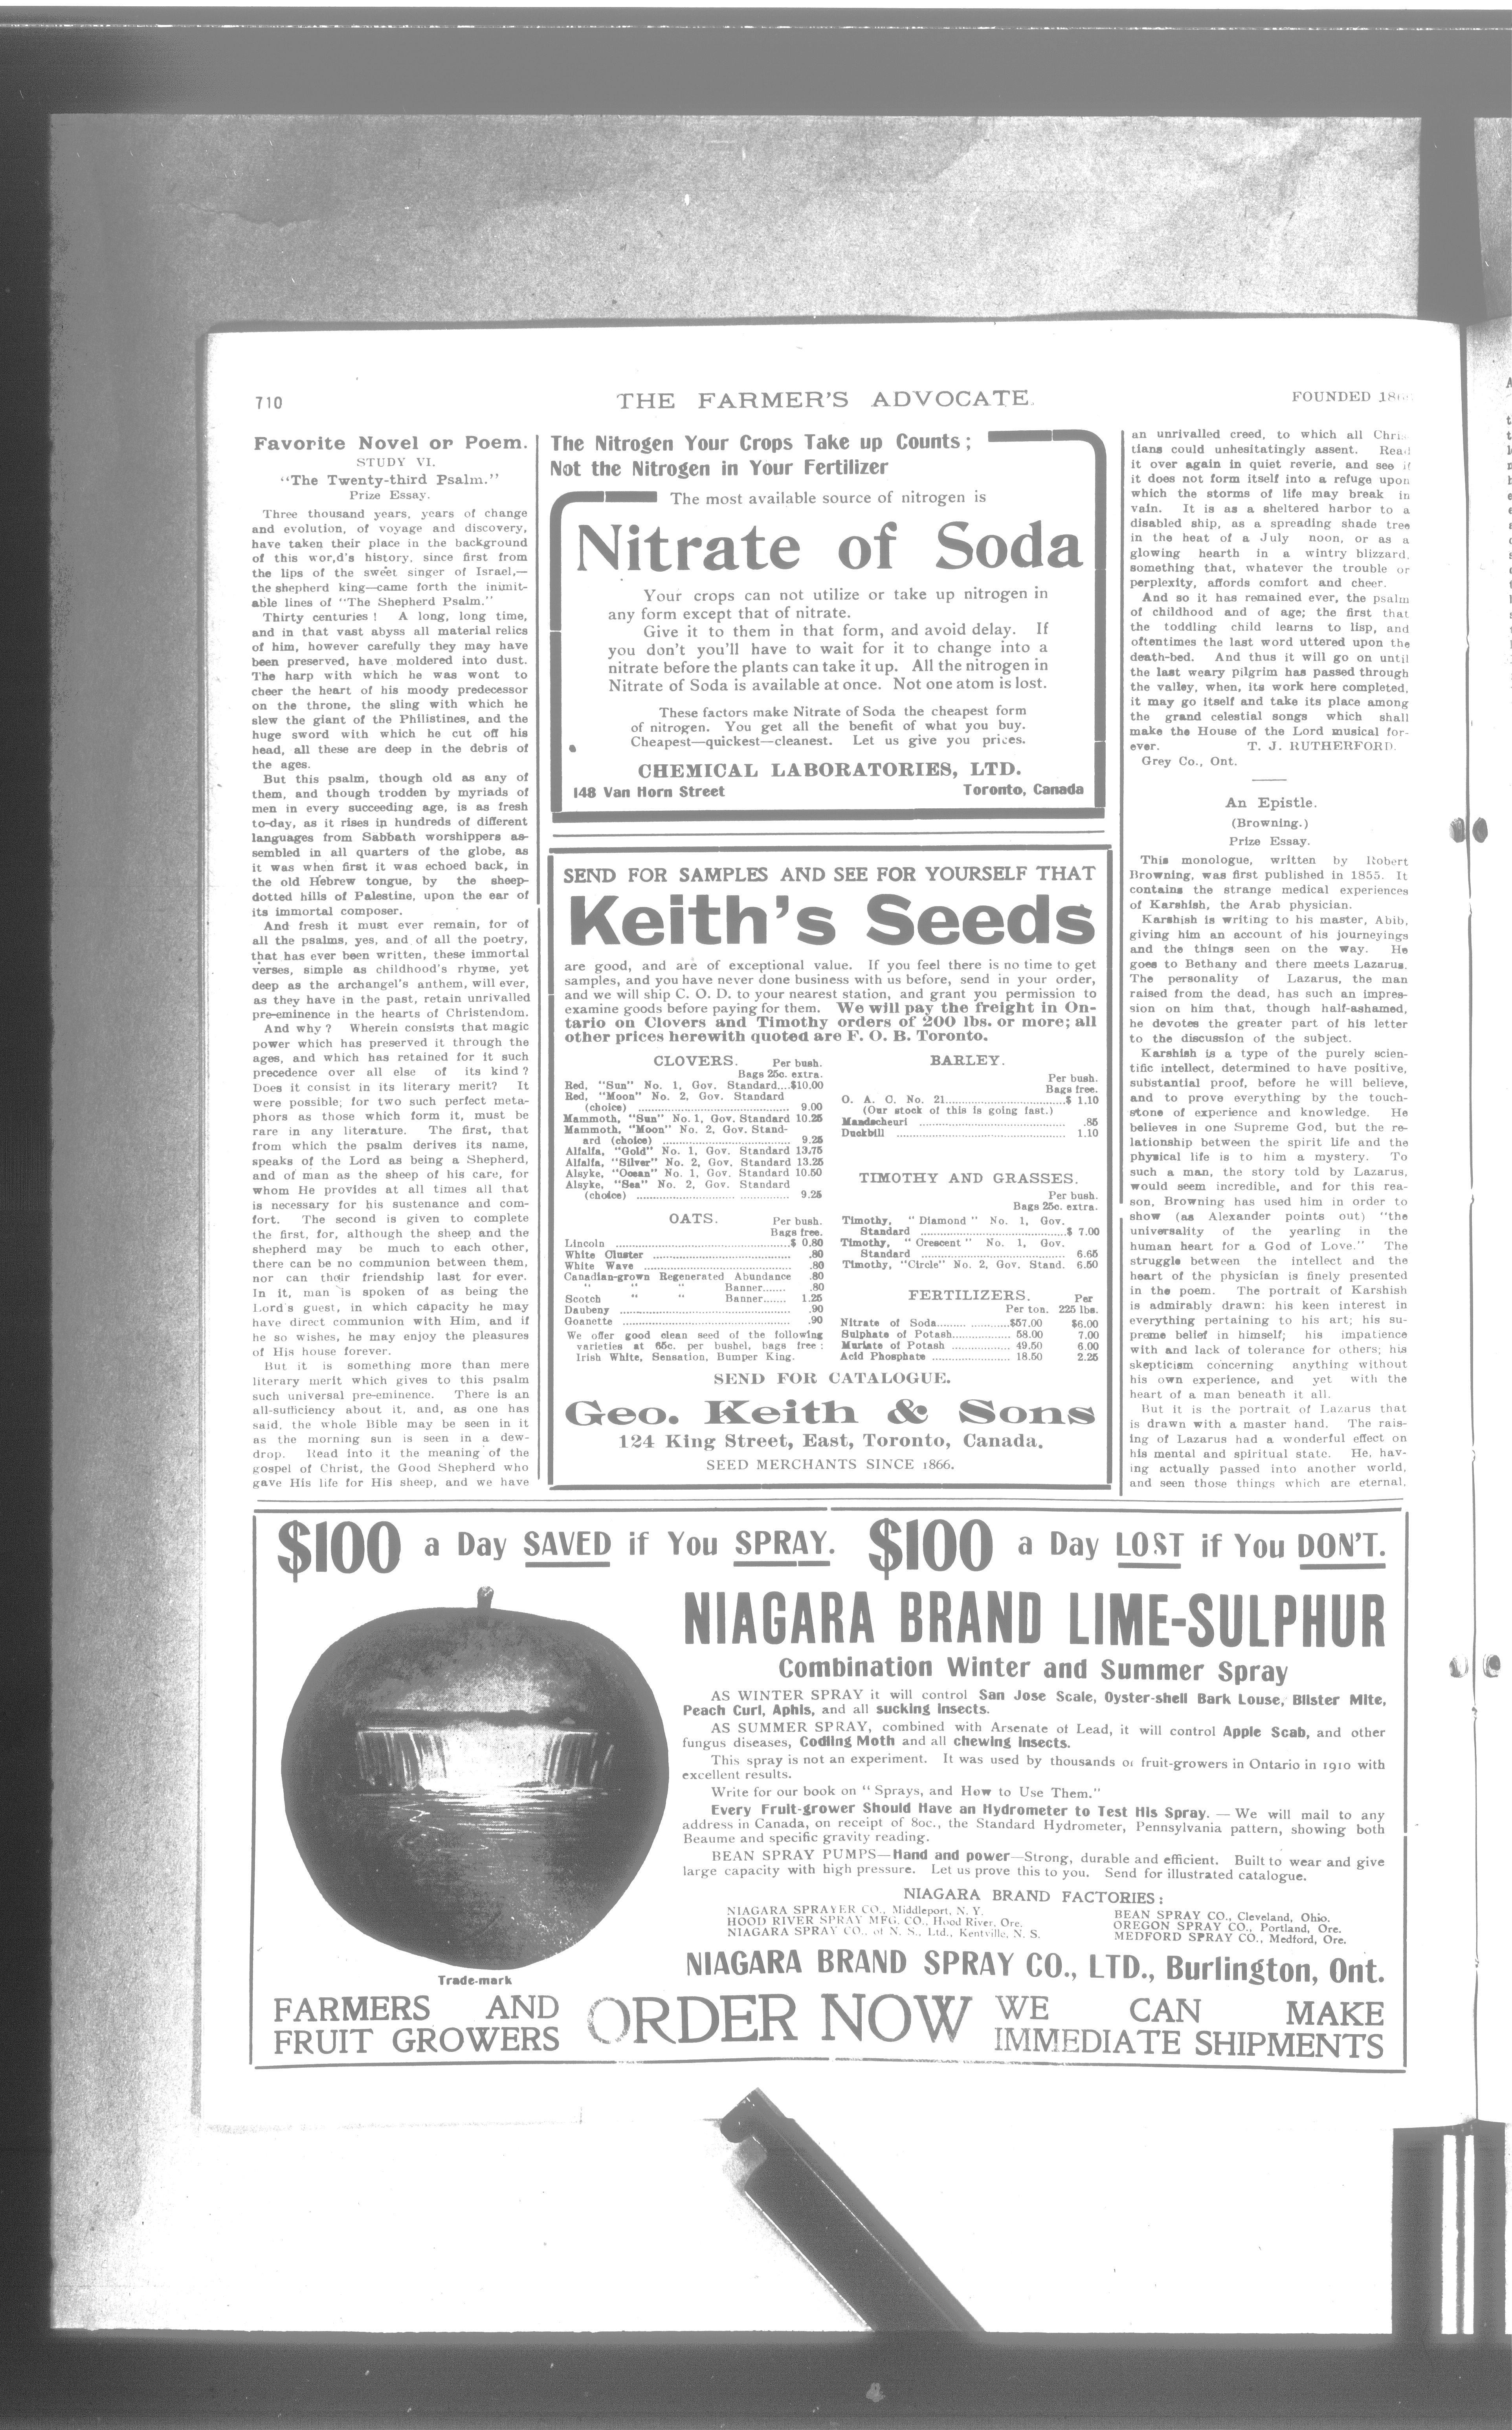 710
THE FARMER'S ADVOCATE.
FOUNDED
Favorite Novel or Poem.
STUDY VI.
"The Twenty-third Psalm."
Prize Essay.
Three thousand years, years of change
and evolution, of voyage and discovery,
have taken their place in the background
of this wor,d's history, since first from
the lips of the sweet singer of Israel,—
the shepherd king—came forth the inimit-
able lines of "The Shepherd Psalm."
Thirty centuries ! A long, long time,
and in that vast abyss all material relics
of him, however carefully they may have
been preserved, have moldered into dust.
The harp with which he was wont to
cheer the heart of his moody predecessor
on the throne, the sling with which he
slew the giant of the Philistines, and the
huge sword with which he cut off his
head, all these are deep in the debris of
the ages.
But this psalm, though old as any of
them, and though trodden by myriads of
men in every succeeding age, is as fresh
to-day, as it rises in hundreds of different
languages from Sabbath worshippers as-
sembled in all quarters of the globe, as
it was when first it was echoed back, in
the old Hebrew tongue, by the sheep-
dotted hills of Palestine, upon the ear of
its immortal composer.
And fresh it must ever remain, for of
all the psalms, yes, and of all the poetry,
that has ever been written, these immortal
verses, simple as childhood's rhyme, yet
deep as the archangel's anthem, will ever,
as they have in the past, retain unrivalled
pre-eminence in the hearts of Christendom.
And why ? Wherein consists that magic
power which has preserved it through the
ages, and which has retained for it such
precedence over all else of its kind ?
Does it consist in its literary merit? It
were possible; for two such perfect meta-
phors as those which form it, must be
rare in any literature. The first, that
from which the psalm derives its name,
speaks of the Lord as being a Shepherd,
and of man as the sheep of his care, for
whom He provides at all times all that
is necessary for his sustenance and com-
fort. The second is given to complete
the first, for, although the sheep and the
shepherd may be much to each other,
there can be no communion between them,
nor can their friendship last for ever.
In it, man is spoken of as being the
Lord's guest, in which capacity he may
have direct communion with Him, and if
he so wishes, he may enjoy the pleasures
of His house forever.
But it is something more than mere
literary merit which gives to this psalm
such universal pre-eminence. There is an
all-sufficiency about it, and, as one has
said, the whole Bible may be seen in it
as the morning sun is seen in a dew-
drop. Read into it the meaning of the
gospel of Christ, the Good Shepherd who
gave His life for His sheep, and we have
The Nitrogen Your Crops Take up Counts ;
Not the Nitrogen in Your Fertilizer
The most available source of nitrogen is
Nitrate of Soda
Your crops can not utilize or take up nitrogen in
any form except that of nitrate.
Give it to them in that form, and avoid delay. If
you don't you'll have to wait for it to change into a
nitrate before the plants can take it up. All the nitrogen in
Nitrate of Soda is available at once. Not one atom is lost.
These factors make Nitrate of Soda the cheapest form
of nitrogen. You get all the benefit of what you buy.
Cheapest—quickest—cleanest. Let us give you prices.
CHEMICAL LABORATORIES, LTD.
148 Van Horn Street Toronto, Canada
SEND FOR SAMPLES AND SEE FOR YOURSELF THAT
Keith's Seeds
are good, and are of exceptional value. If you feel there is no time to get
samples, and you have never done business with us before, send in your order,
and we will ship C. O. D. to your nearest station, and grant you permission to
examine goods before paying for them. We will pay the freight in On-
tario on Clovers and Timothy orders of 200 lbs. or more; all
other prices herewith quoted are F. O. B. Toronto.
CLOVERS. Per bush.
Bags 25c. extra.
Red, "Sun" No. 1, Gov. Standard....$10.00
Red, "Moon" No. 2, Gov. Standard
(choice) ........ 9.00
Mammoth, "Sun" No. 1, Gov. Standard 10.25
Mammoth, "Moon" No. 2, Gov. Stand-
ard (choice) ........ 9.25
Alfalfa, "Gold" No. 1, Gov. Standard 13.75
Alfalfa, "Silver" No. 2, Gov. Standard 13.25
Alsyke, "Ocean" No. 1, Gov. Standard 10.50
Alsyke, "Sea" No. 2, Gov. Standard
(choice) ........ 9.25
OATS. Per bush.
Bags free.
Lincoln ........$ 0.80
White Cluster ........ .80
White Wave ........ .80
Canadian-grown Regenerated Abundance .80
" " " Banner...... .80
Scotch " " Banner...... 1.25
Daubeny ........ .90
Goanette ........ .90
We offer good clean seed of the following
varieties at 65c. per bushel, bags free :
Irish White, Sensation, Bumper King.
BARLEY.
Per bush.
Bags free.
O. A. C. No. 21........$ 1.10
(Our stock of this is going fast.)
Mandscheuri ........ .85
Duckbill ........ 1.10
TIMOTHY AND GRASSES.
Per bush.
Bags 25c. extra.
Timothy, " Diamond " No. 1, Gov.
Standard ........$ 7.00
Timothy, " Crescent " No. 1, Gov.
Standard ........ 6.65
Timothy, "Circle" No. 2, Gov. Stand. 6.50
FERTILIZERS. Per
Per ton. 225 lbs.
Nitrate of Soda........$57.00 $6.00
Sulphate of Potash........ 58.00 7.00
Muriate of Potash ........ 49.50 6.00
Acid Phosphate ........ 18.50 2.25
SEND FOR CATALOGUE.
Geo. Keith & Sons
124 King Street, East, Toronto, Canada.
SEED MERCHANTS SINCE 1866.
an unrivalled creed, to which all
tians could unhesitatingly assent. Read
it over again in quiet reverie, and see if
it does not form itself into a refuge upon
which the storms of life may break in
vain. It is as a sheltered harbor to a
disabled ship, as a spreading shade tree
in the heat of a July noon, or as a
glowing hearth in a wintry blizzard,
something that, whatever the trouble or
perplexity, affords comfort and cheer.
And so it has remained ever, the psalm
of childhood and of age; the first that
the toddling child learns to lisp, and
oftentimes the last word uttered upon the
death-bed. And thus it will go on until
the last weary pilgrim has passed through
the valley, when, its work here completed,
it may go itself and take its place among
the grand celestial songs which shall
make the House of the Lord musical for-
ever. T. J. RUTHERFORD.
Grey Co., Ont.
An Epistle.
(Browning.)
Prize Essay.
This monologue, written by Robert
Browning, was first published in 1855. It
contains the strange medical experiences
of Karshish, the Arab physician.
Karshish is writing to his master, Abib,
giving him an account of his journeyings
and the things seen on the way. He
goes to Bethany and there meets Lazarus.
The personality of Lazarus, the man
raised from the dead, has such an impres-
sion on him that, though half-ashamed,
he devotes the greater part of his letter
to the discussion of the subject.
Karshish is a type of the purely scien-
tific intellect, determined to have positive,
substantial proof, before he will believe,
and to prove everything by the touch-
stone of experience and knowledge. He
believes in one Supreme God, but the re-
lationship between the spirit life and the
physical life is to him a mystery. To
such a man, the story told by Lazarus,
would seem incredible, and for this rea-
son, Browning has used him in order to
show (as Alexander points out) "the
universality of the yearling in the
human heart for a God of Love." The
struggle between the intellect and the
heart of the physician is finely presented
in the poem. The portrait of Karshish
is admirably drawn: his keen interest in
everything pertaining to his art; his su-
preme belief in himself; his impatience
with and lack of tolerance for others; his
skepticism concerning anything without
his own experience, and yet with the
heart of a man beneath it all.
But it is the portrait of Lazarus that
is drawn with a master hand. The rais-
ing of Lazarus had a wonderful effect on
his mental and spiritual state. He, hav-
ing actually passed into another world,
and seen those things which are eternal,
$100 a Day SAVED if You SPRAY. $100 a Day LOST if You DON'T.
NIAGARA BRAND LIME-SULPHUR
Combination Winter and Summer Spray
AS WINTER SPRAY it will control San Jose Scale, Oyster-shell Bark Louse, Blister Mite,
Peach Curl, Aphis, and all sucking insects.
AS SUMMER SPRAY, combined with Arsenate of Lead, it will control Apple Scab, and other
fungus diseases, Codling Moth and all chewing insects.
This spray is not an experiment. It was used by thousands of fruit-growers in Ontario in 1910 with
excellent results.
Write for our book on " Sprays, and How to Use Them."
Every Fruit-grower Should Have an Hydrometer to Test His Spray. — We will mail to any
address in Canada, on receipt of 80c., the Standard Hydrometer, Pennsylvania pattern, showing both
Beaume and specific gravity reading.
BEAN SPRAY PUMPS—Hand and power—Strong, durable and efficient. Built to wear and give
large capacity with high pressure. Let us prove this to you. Send for illustrated catalogue.
NIAGARA BRAND FACTORIES :
NIAGARA SPRAYER CO., Middleport, N. Y.
HOOD RIVER SPRAY MFG. CO., Hood River, Ore.
NIAGARA SPRAY CO., of N. S., Ltd., Kentville, N. S.
BEAN SPRAY CO., Cleveland, Ohio.
OREGON SPRAY CO., Portland, Ore.
MEDFORD SPRAY CO., Medford, Ore.
NIAGARA BRAND SPRAY CO., LTD., Burlington, Ont.
Trade-mark
FARMERS AND
FRUIT GROWERS
ORDER NOW
WE CAN MAKE
IMMEDIATE SHIPMENTS